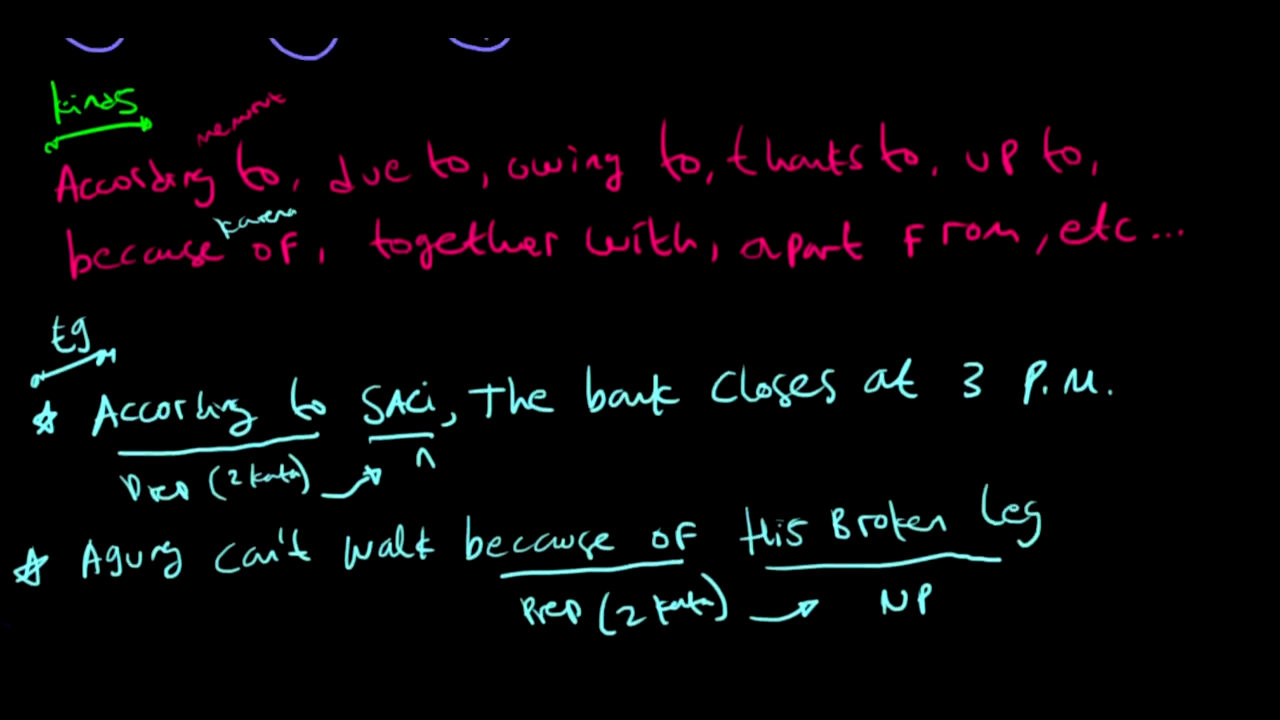 kinds
menurut
According to, due to, owing to, thanks to, up to,
karena
because of, together with, apart from, etc...
Eg
☆ According to SACi, The bank closes at 3 P.M.
Prep (2 kata) → n
☆ Agung can't walk because of His Broken Leg
Prep (2 kata) → NP